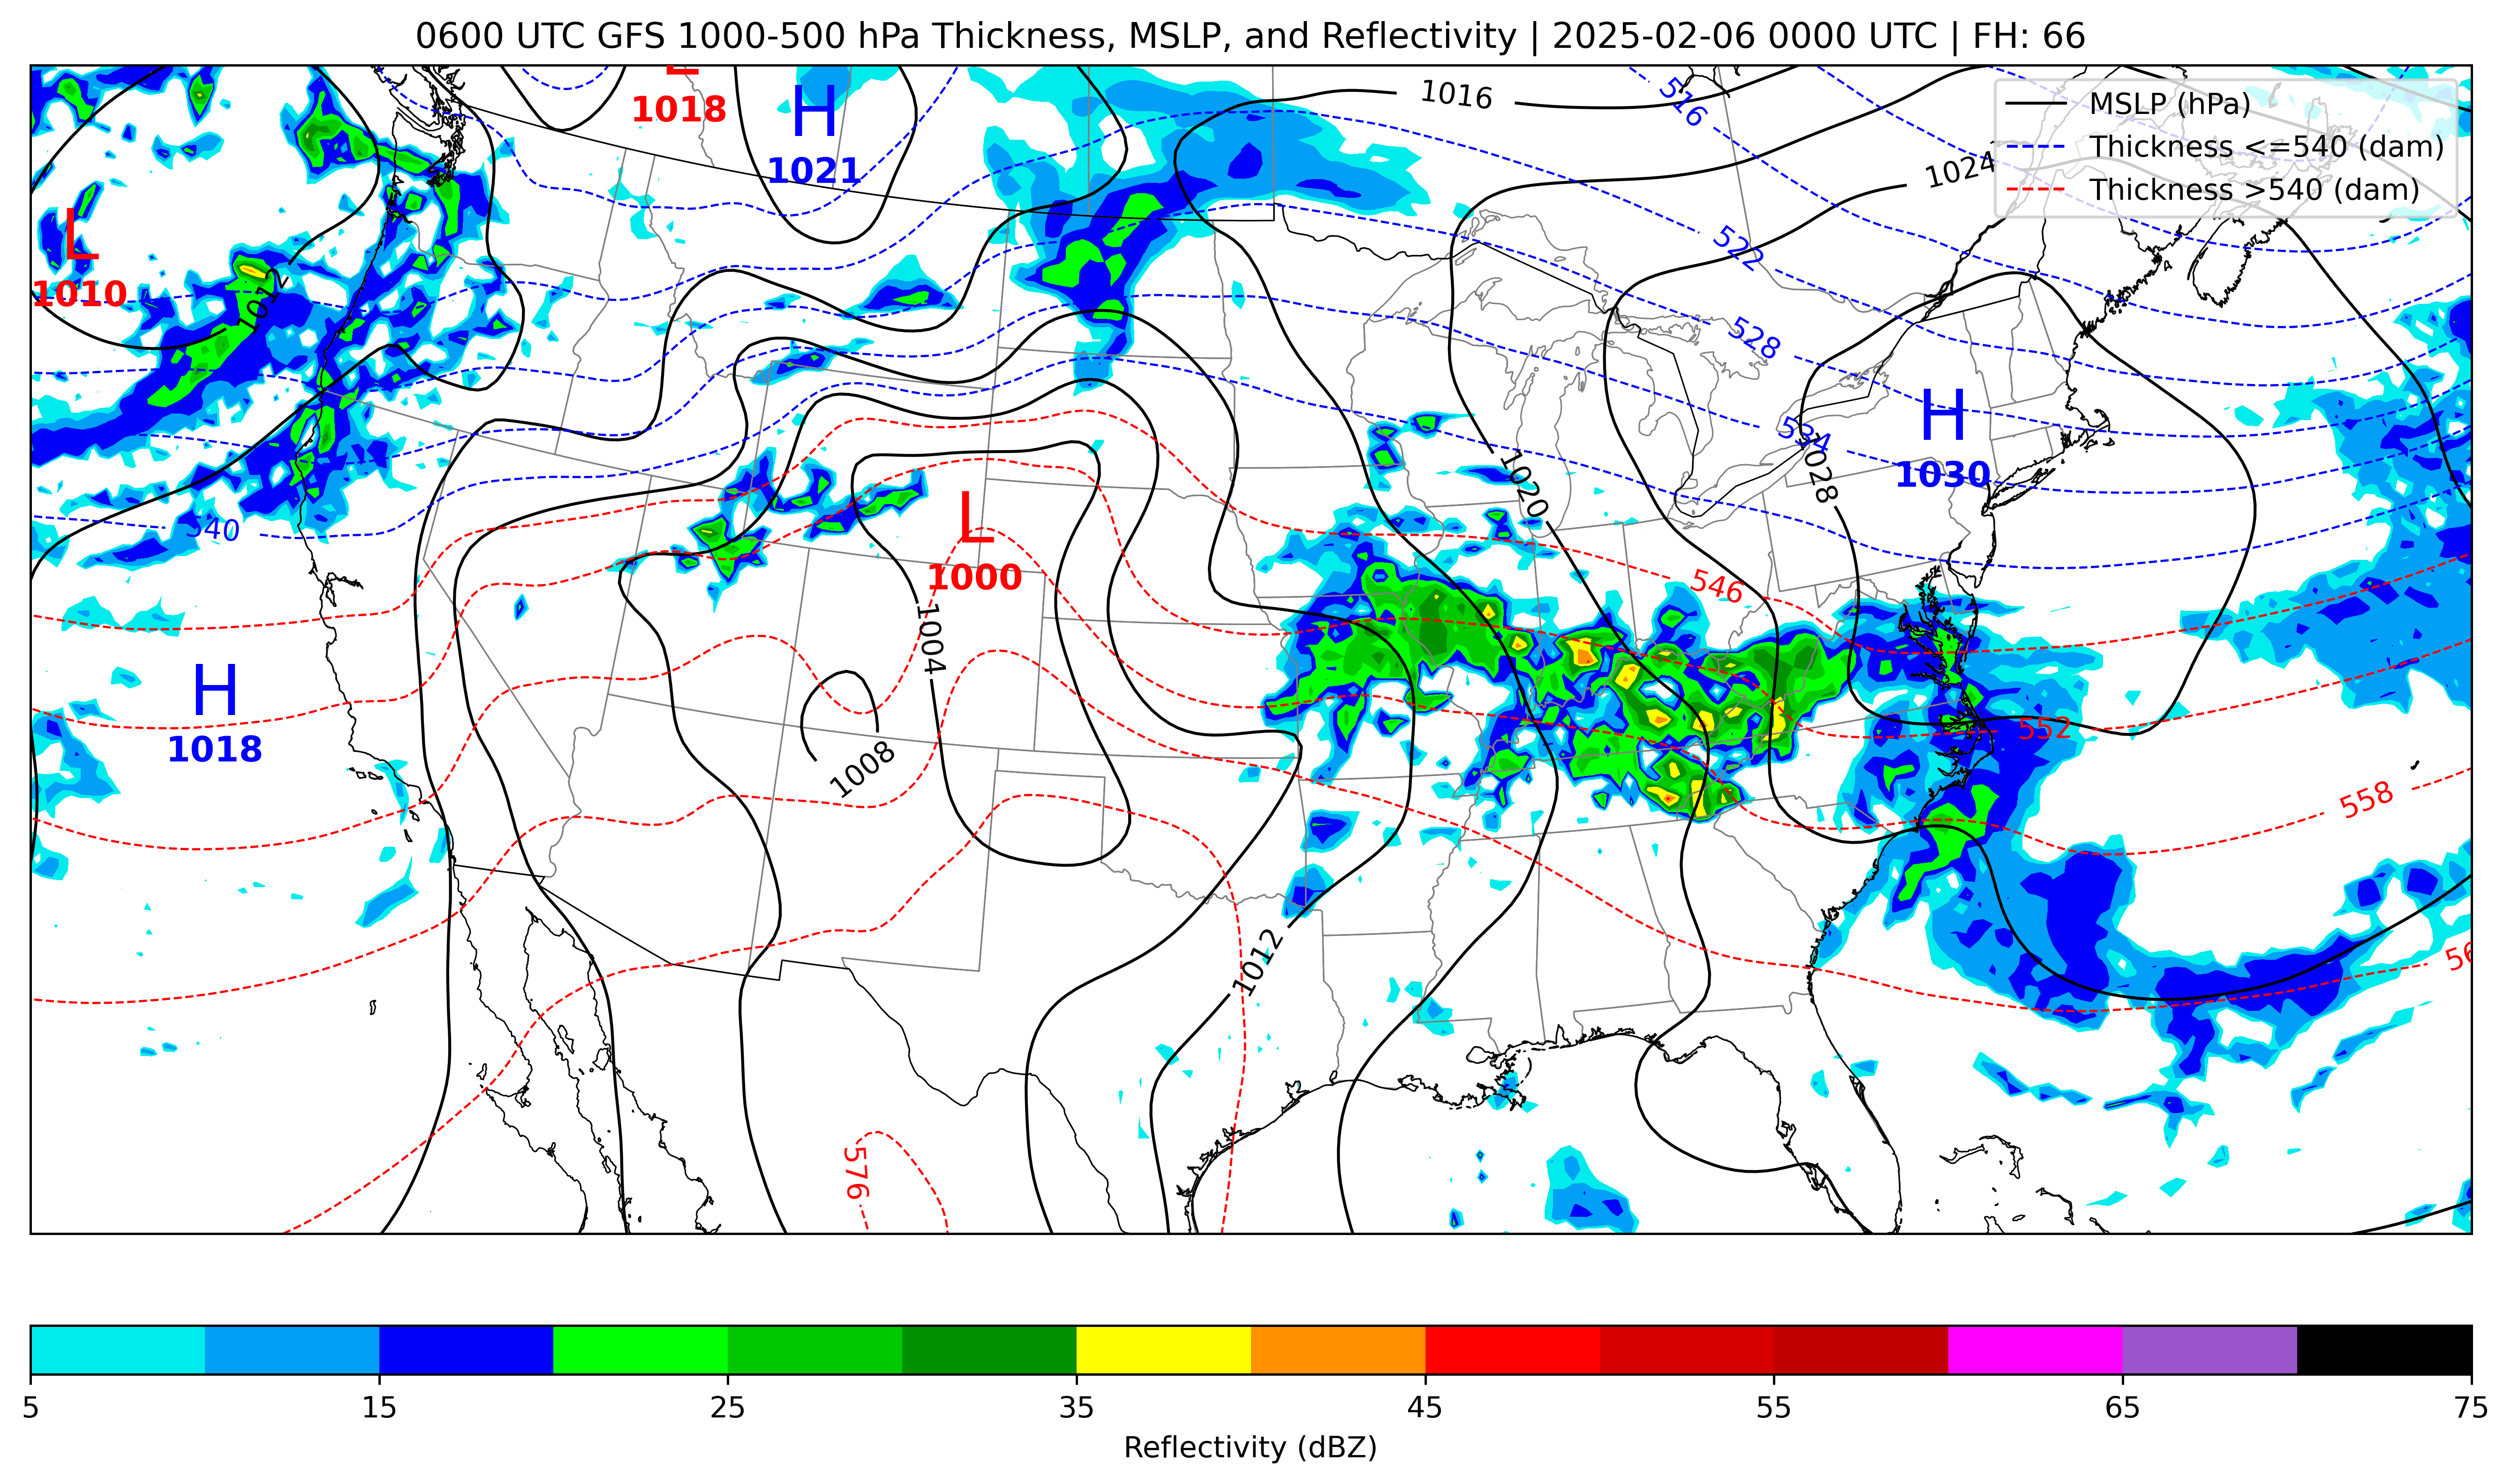 0600 UTC GFS 1000-500 hPa Thickness, MSLP, and Reflectivity | 2025-02-06 0000 UTC | FH: 66
MSLP (hPa)
Thickness <=540 (dam)
Thickness >540 (dam)
L
1018
H
1021
1016
516
1024
L
1010
1012
522
528
H
1030
534
1028
1020
540
L
1000
546
1004
H
1018
552
1008
558
1012
576
5 15 25 35 45 55 65 75
Reflectivity (dBZ)